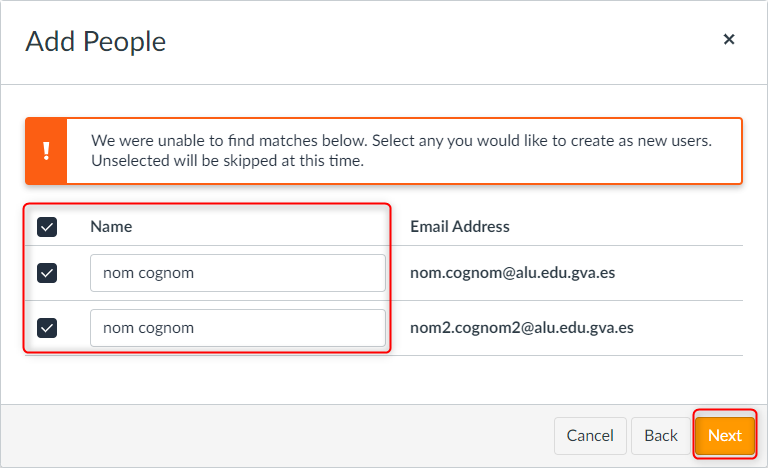 Add People
×
!
We were unable to find matches below. Select any you would like to create as new users.
Unselected will be skipped at this time.
Name Email Address
nom cognom nom.cognom@alu.edu.gva.es
nom cognom nom2.cognom2@alu.edu.gva.es
Cancel Back Next